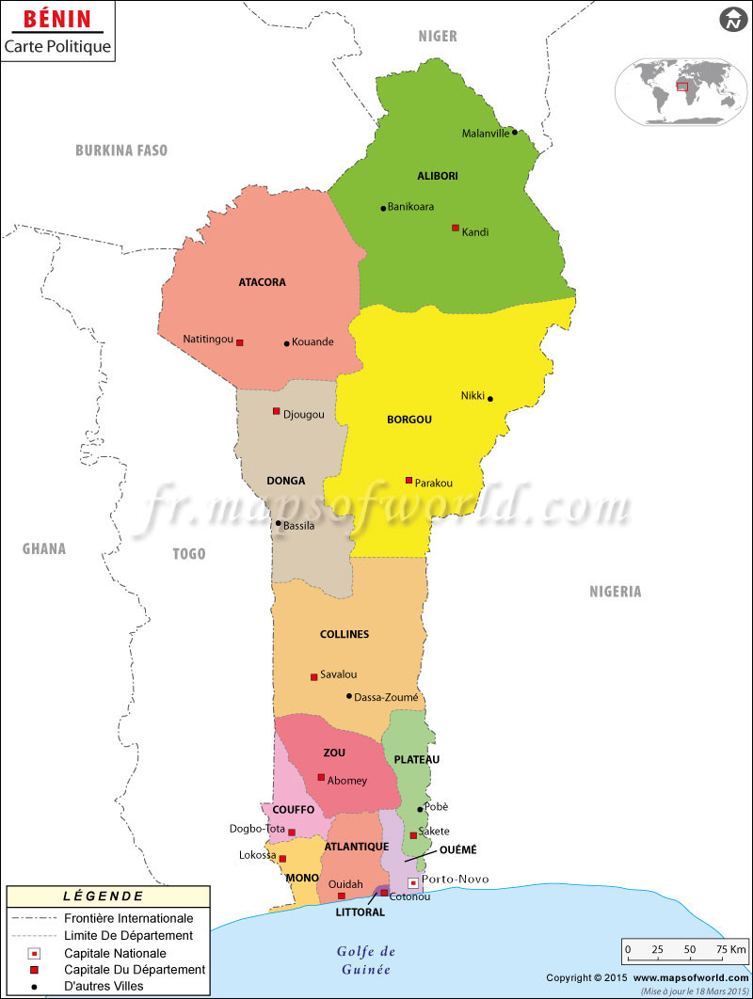 BÉNIN
Carte Politique
NIGER
BURKINA FASO
Malanville
ALIBORI
Banikoara
Kandi
ATACORA
Natitingou
Kouande
Nikki
Djougou
BORGOU
DONGA
Parakou
fr.mapsofworld.com
Bassila
GHANA
TOGO
NIGERIA
COLLINES
Savalou
Dassa-Zoumé
ZOU
PLATEAU
Abomey
COUFFO
Pobè
Dogbo-Tota
Sakete
ATLANTIQUE
OUÉMÉ
Lokossa
MONO
Porto-Novo
Ouidah
Cotonou
LITTORAL
LÉGENDE
Frontière Internationale
Limite De Département
Capitale Nationale
Capitale Du Département
D'autres Villes
Golfe de
Guinée
0 25 50 75 Km
Copyright © 2015 www.mapsofworld.com
(Mise à jour le 18 Mars 2015)
N